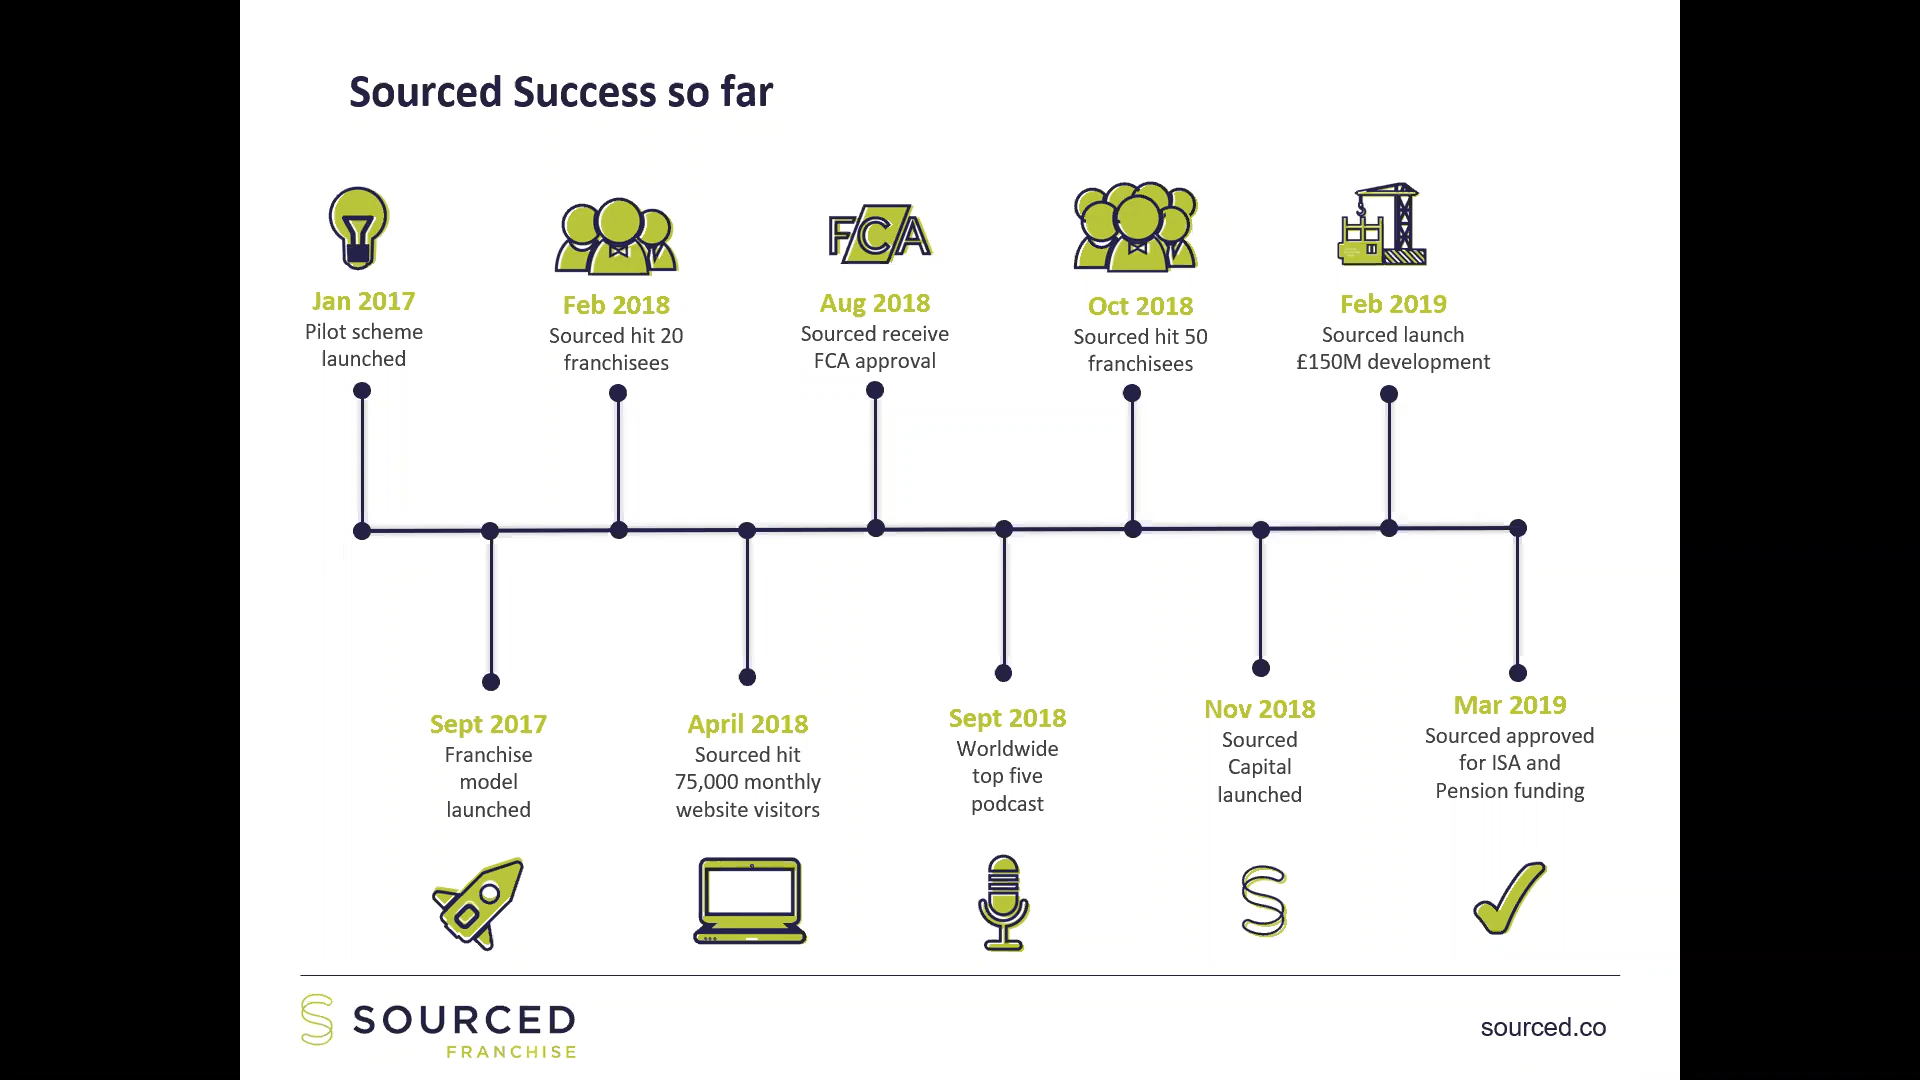 Sourced Success so far
FCA
Jan 2017
Pilot scheme
launched
Feb 2018
Sourced hit 20
franchisees
Aug 2018
Sourced receive
FCA approval
Oct 2018
Sourced hit 50
franchisees
Feb 2019
Sourced launch
£150M development
Sept 2017
Franchise
model
launched
April 2018
Sourced hit
75,000 monthly
website visitors
Sept 2018
Worldwide
top five
podcast
Nov 2018
Sourced
Capital
launched
Mar 2019
Sourced approved
for ISA and
Pension funding
SOURCED
FRANCHISE
sourced.co